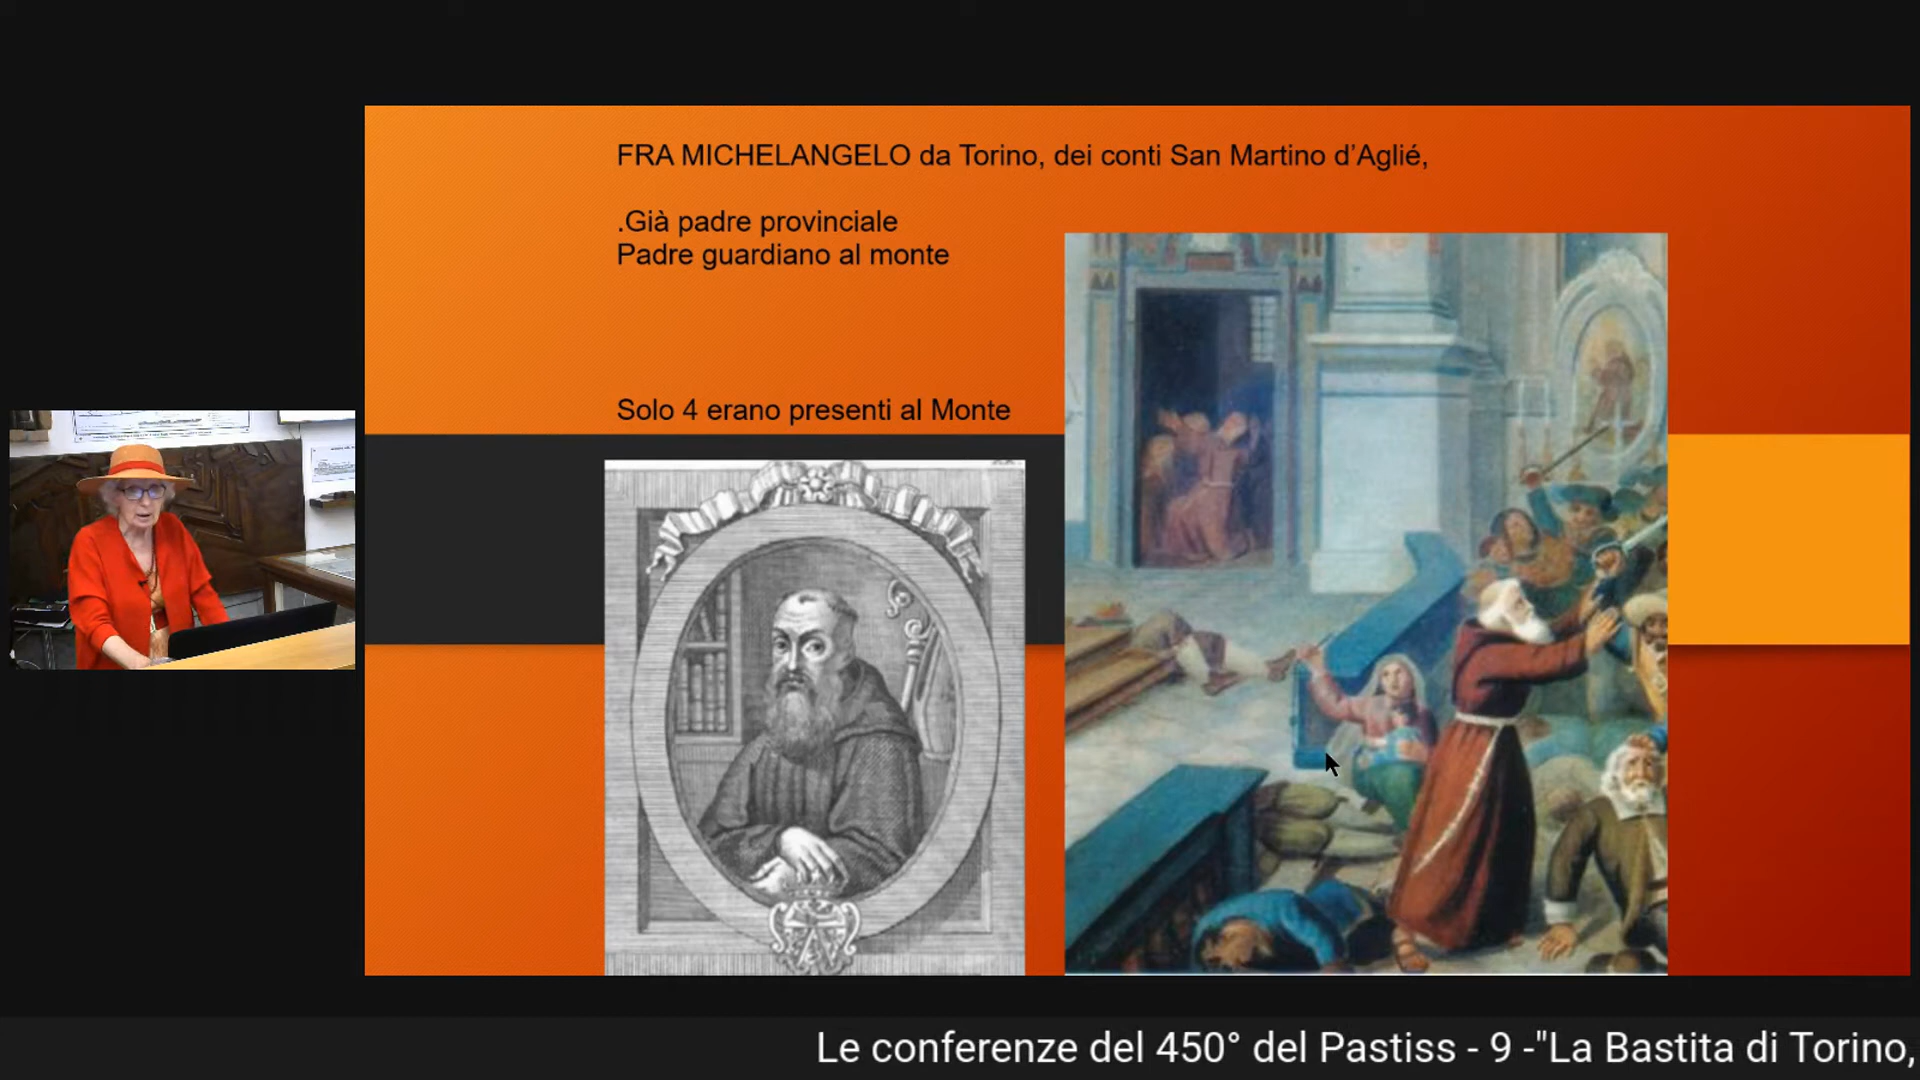 FRA MICHELANGELO da Torino, dei conti San Martino d’Aglié,
.Già padre provinciale
Padre guardiano al monte
Solo 4 erano presenti al Monte
Le conferenze del 450° del Pastiss - 9 -"La Bastita di Torino,